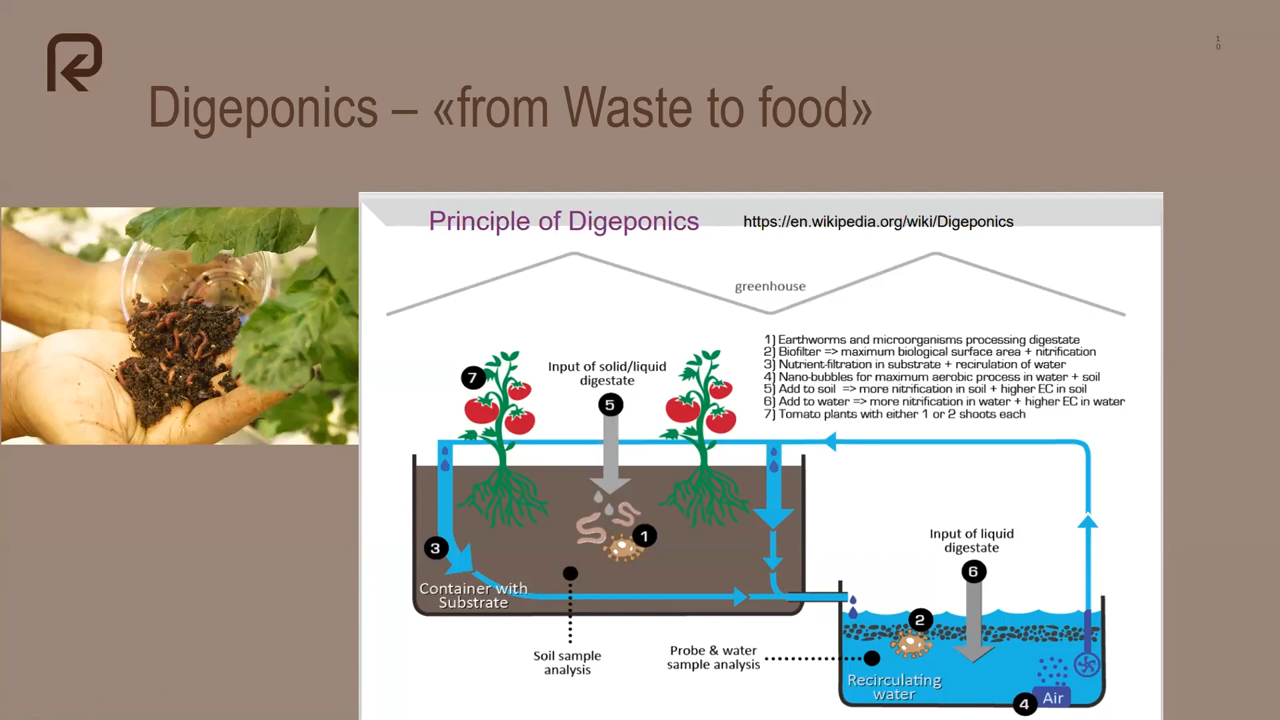 1
0
Digeponics – «from Waste to food»
Principle of Digeponics
https://en.wikipedia.org/wiki/Digeponics
greenhouse
1) Earthworms and microorganisms processing digestate
2) Biofilter => maximum biological surface area + nitrification
3) Nutrient-filtration in substrate + recirulation of water
4) Nano-bubbles for maximum aerobic process in water + soil
5) Add to soil => more nitrification in soil + higher EC in soil
6) Add to water => more nitrification in water + higher EC in water
7) Tomato plants with either 1 or 2 shoots each
7
Input of solid/liquid
digestate
5
1
3
Container with
Substrate
Soil sample
analysis
Input of liquid
digestate
6
2
Probe & water
sample analysis
Recirculating
water
4
Air